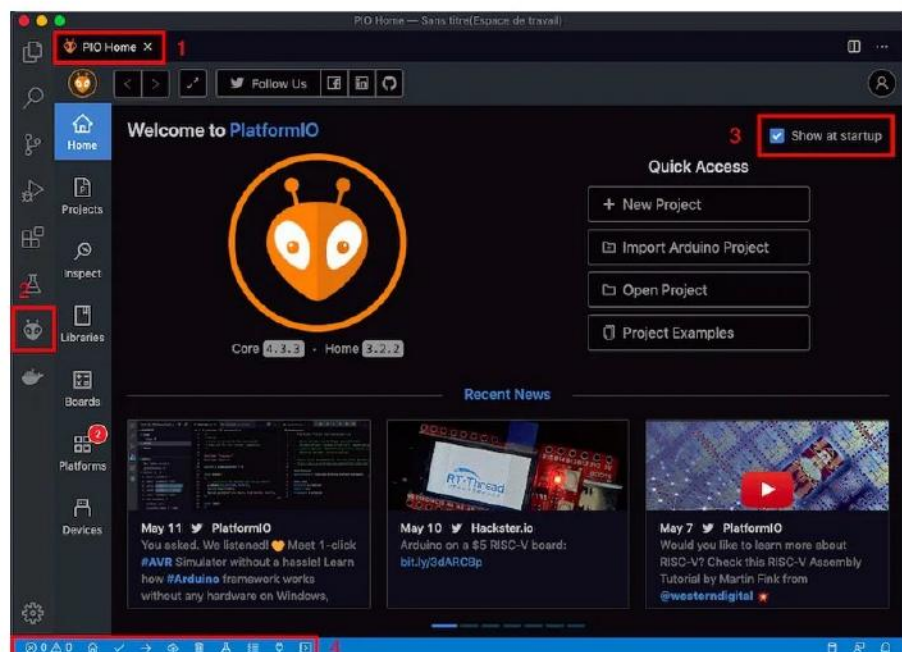 PIO Home — Sans titre(Espace de travail)
PIO Home × 1
Follow Us
Home
Welcome to PlatformIO
3 Show at startup
Quick Access
Projects
+ New Project
Import Arduino Project
Inspect
2
Open Project
Libraries
Project Examples
Core 4.3.3 · Home 3.2.2
Boards
Recent News
2
Platforms
RT-Thread
Devices
May 11 PlatformIO
You asked. We listened! 🧡 Meet 1-click
#AVR Simulator without a hassle! Learn
how #Arduino framework works
without any hardware on Windows,
May 10 Hackster.io
Arduino on a $5 RISC-V board:
bit.ly/3dARCBp
May 7 PlatformIO
Would you like to learn more about
RISC-V? Check this RISC-V Assembly
Tutorial by Martin Fink from
@westerndigital 💥
0 0 4